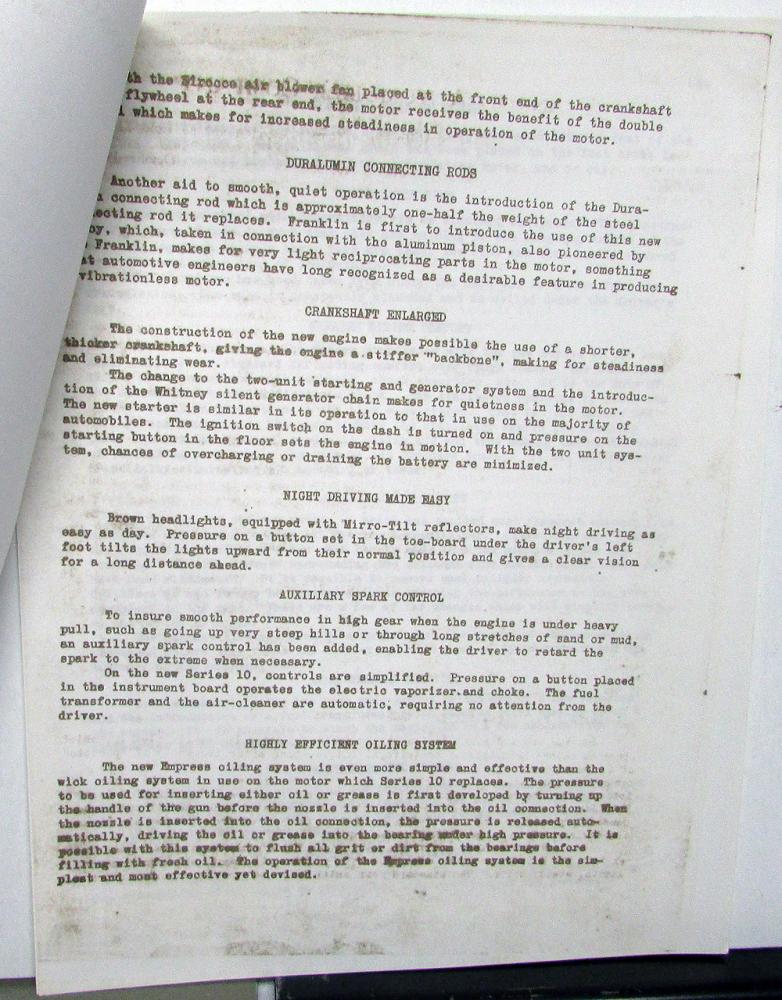 th the Sirocco air blower fan placed at the front end of the crankshaft
flywheel at the rear end, the motor receives the benefit of the double
l which makes for increased steadiness in operation of the motor.
DURALUMIN CONNECTING RODS
Another aid to smooth, quiet operation is the introduction of the Dura-
connecting rod which is approximately one-half the weight of the steel
ecting rod it replaces. Franklin is first to introduce the use of this new
oy, which, taken in connection with tho aluminum piston, also pioneered by
Franklin, makes for very light reciprocating parts in the motor, something
at automotive engineers have long recognized as a desirable feature in producing
vibrationless motor.
CRANKSHAFT ENLARGED
The construction of the new engine makes possible the use of a shorter,
thicker crankshaft, giving the engine a stiffer "backbone", making for steadiness
and eliminating wear.
The change to the two-unit starting and generator system and the introduc-
tion of the Whitney silent generator chain makes for quietness in the motor.
The new starter is similar in its operation to that in use on the majority of
automobiles. The ignition switch on the dash is turned on and pressure on the
starting button in the floor sets the engine in motion. With the two unit sys-
tem, chances of overcharging or draining the battery are minimized.
NIGHT DRIVING MADE EASY
Brown headlights, equipped with Mirro-Tilt reflectors, make night driving as
easy as day. Pressure on a button set in the toe-board under the driver's left
foot tilts the lights upward from their normal position and gives a clear vision
for a long distance ahead.
AUXILIARY SPARK CONTROL
To insure smooth performance in high gear when the engine is under heavy
pull, such as going up very steep hills or through long stretches of sand or mud,
an auxiliary spark control has been added, enabling the driver to retard the
spark to the extreme when necessary.
On the new Series 10, controls are simplified. Pressure on a button placed
in the instrument board operates the electric vaporizer and choke. The fuel
transformer and the air-cleaner are automatic, requiring no attention from the
driver.
HIGHLY EFFICIENT OILING SYSTEM
The new Empress oiling system is even more simple and effective than the
wick oiling system in use on the motor which Series 10 replaces. The pressure
to be used for inserting either oil or grease is first developed by turning up
the handle of the gun before the nozzle is inserted into the oil connection. When
the nozzle is inserted into the oil connection, the pressure is released auto-
matically, driving the oil or grease into the bearing under high pressure. It is
possible with this system to flush all grit or dirt from the bearings before
filling with fresh oil. The operation of the Empress oiling system is the sim-
plest and most effective yet devised.